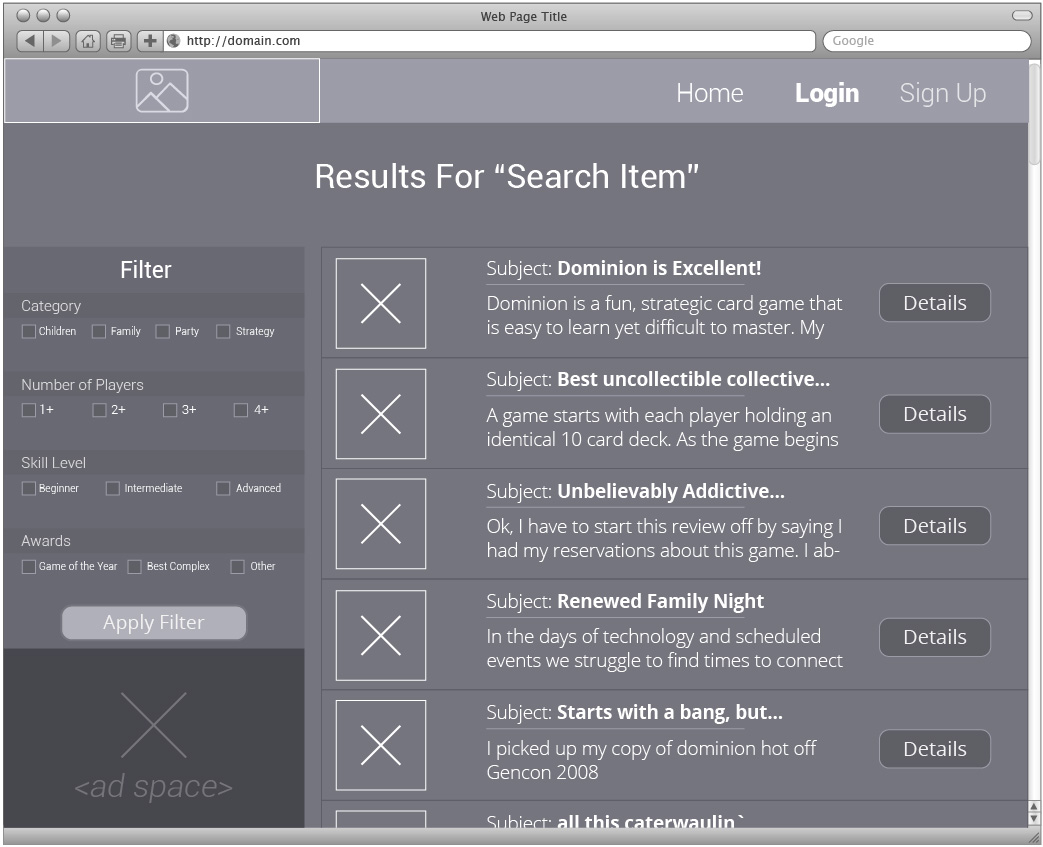 Web Page Title
http://domain.com
Google
Home Login Sign Up
Results For “Search Item”
Filter
Category
Children Family Party Strategy
Number of Players
1+ 2+ 3+ 4+
Skill Level
Beginner Intermediate Advanced
Awards
Game of the Year Best Complex Other
Apply Filter
<ad space>
Subject: Dominion is Excellent!
Dominion is a fun, strategic card game that
is easy to learn yet difficult to master. My
Details
Subject: Best uncollectible collective...
A game starts with each player holding an
identical 10 card deck. As the game begins
Details
Subject: Unbelievably Addictive...
Ok, I have to start this review off by saying I
had my reservations about this game. I ab-
Details
Subject: Renewed Family Night
In the days of technology and scheduled
events we struggle to find times to connect
Details
Subject: Starts with a bang, but...
I picked up my copy of dominion hot off
Gencon 2008
Details
Subject: all this caterwaulin`